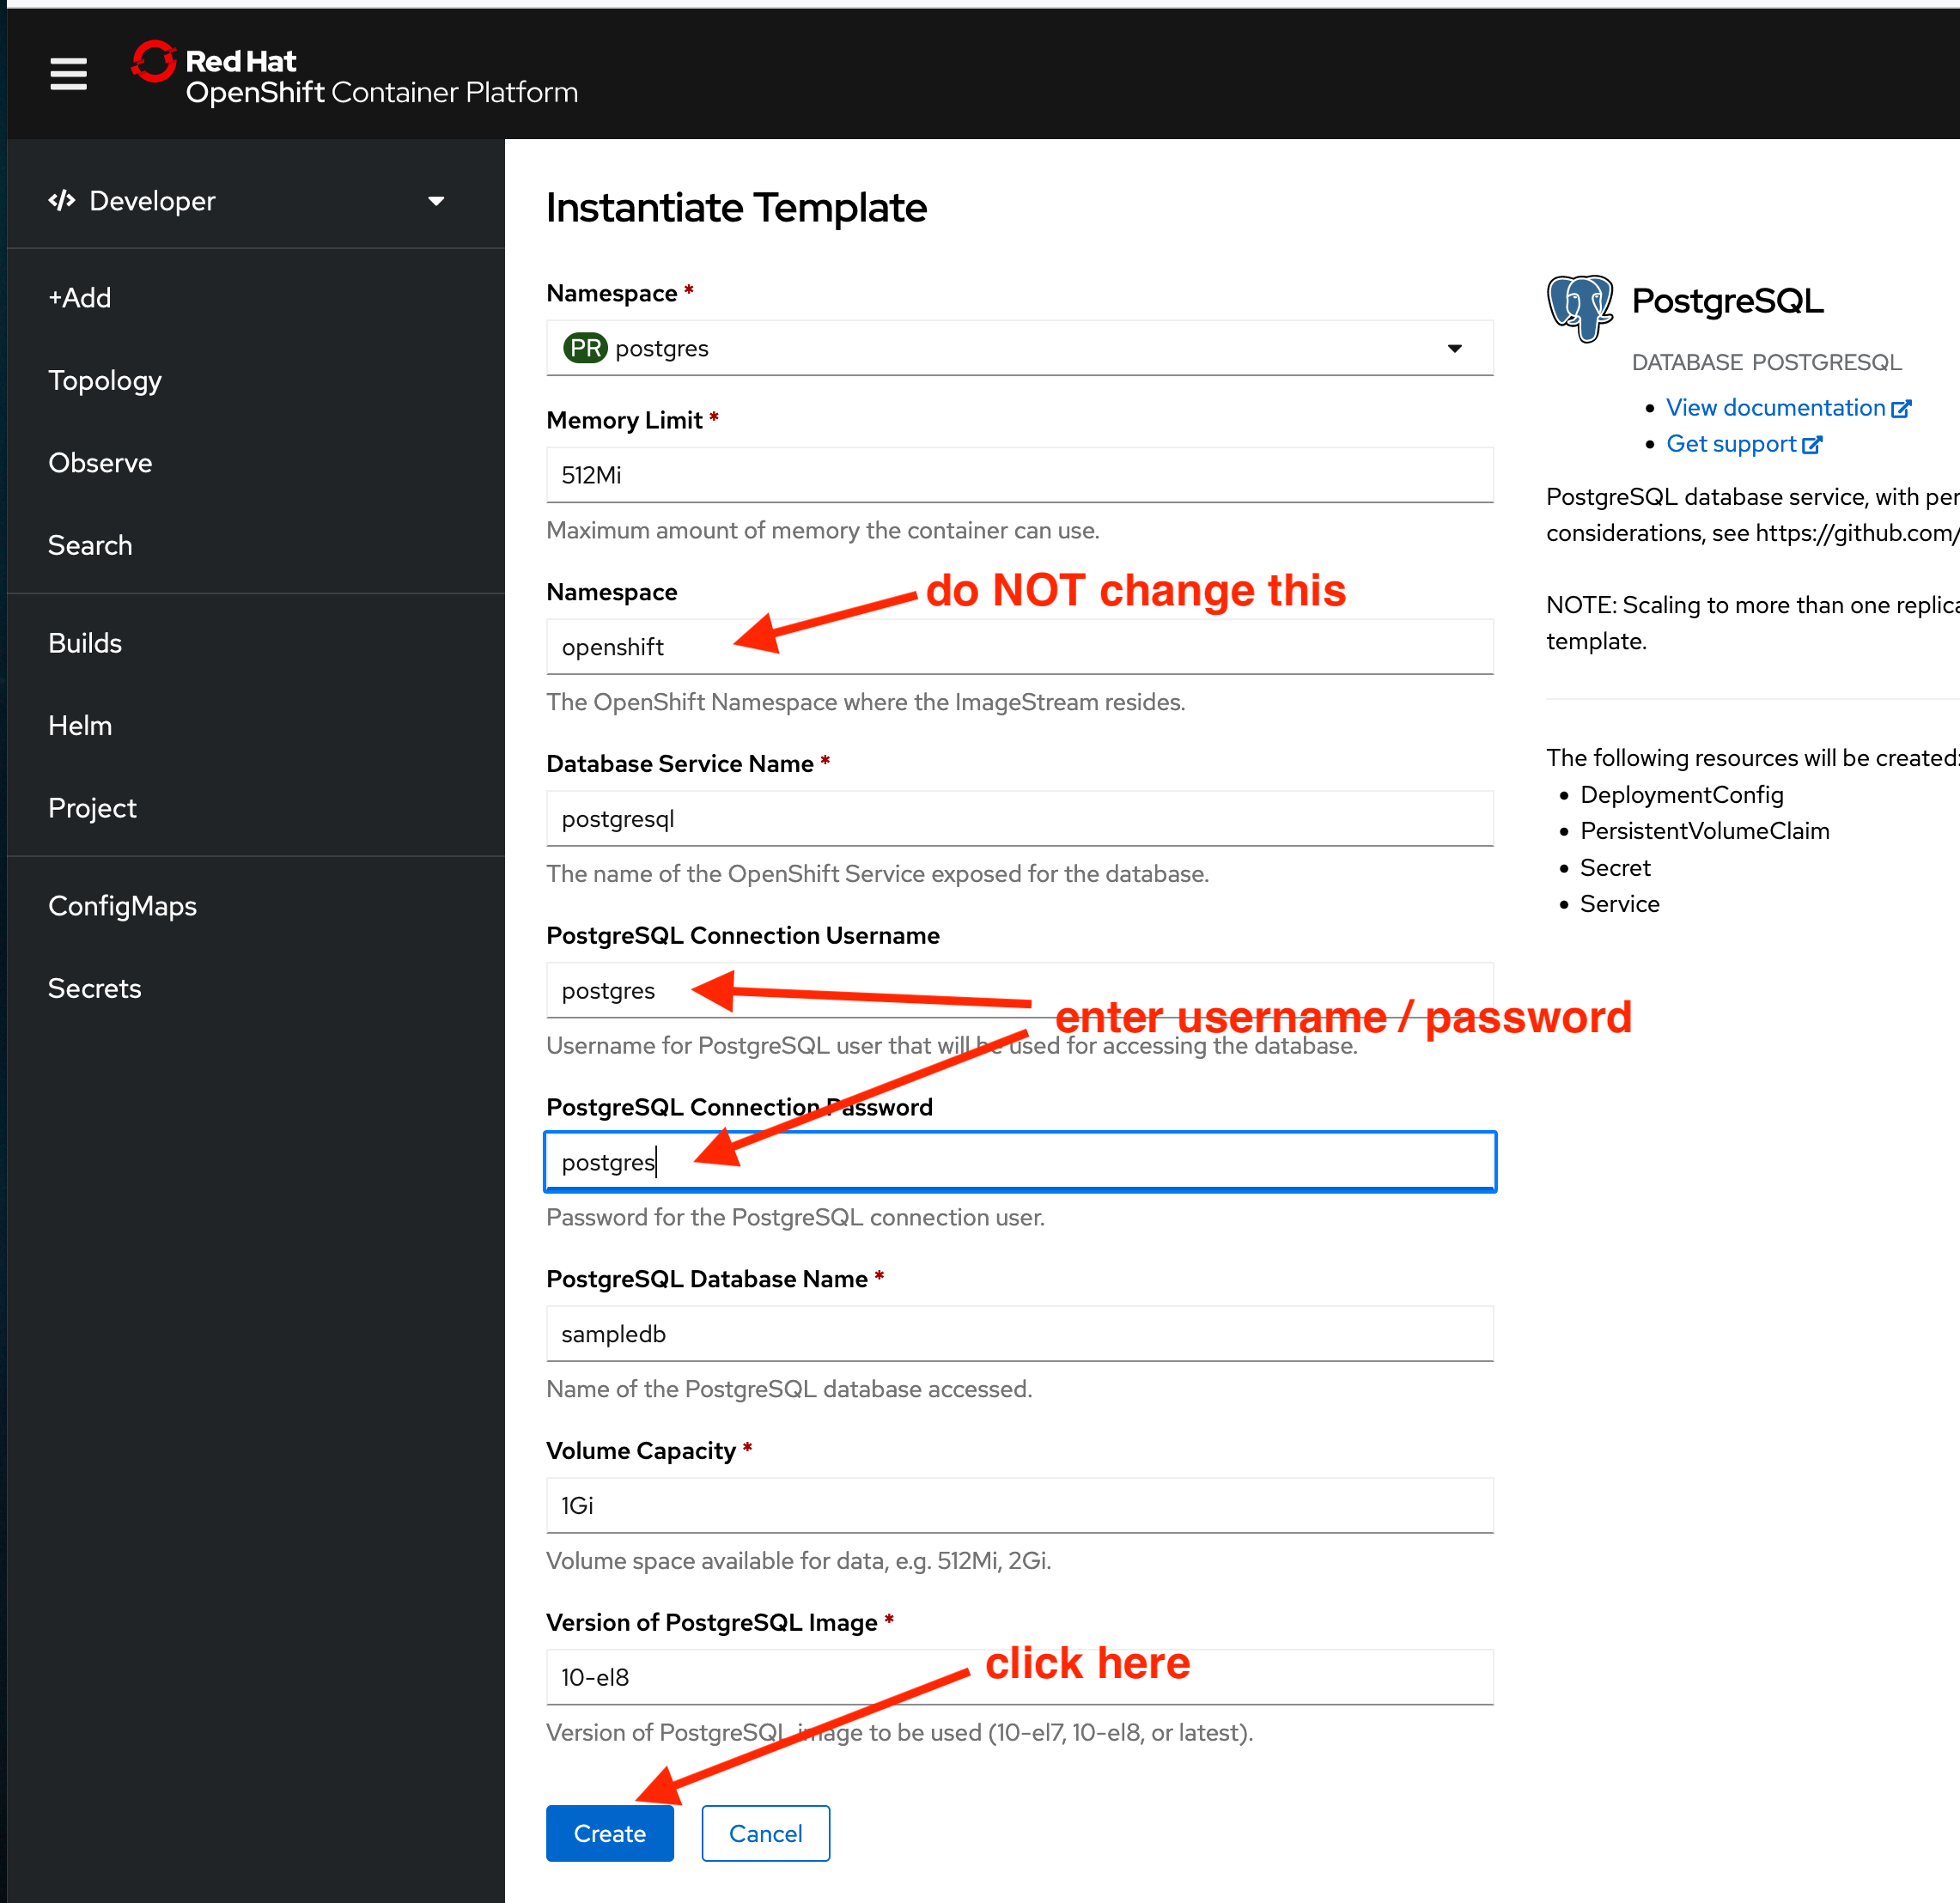 Red Hat
OpenShift Container Platform
Developer
+Add
Topology
Observe
Search
Builds
Helm
Project
ConfigMaps
Secrets
Instantiate Template
Namespace *
PR postgres
Memory Limit *
512Mi
Maximum amount of memory the container can use.
do NOT change this
Namespace
openshift
The OpenShift Namespace where the ImageStream resides.
Database Service Name *
postgresql
The name of the OpenShift Service exposed for the database.
PostgreSQL Connection Username
postgres
enter username / password
Username for PostgreSQL user that will be used for accessing the database.
PostgreSQL Connection Password
postgres
Password for the PostgreSQL connection user.
PostgreSQL Database Name *
sampledb
Name of the PostgreSQL database accessed.
Volume Capacity *
1Gi
Volume space available for data, e.g. 512Mi, 2Gi.
Version of PostgreSQL Image *
click here
10-el8
Version of PostgreSQL image to be used (10-el7, 10-el8, or latest).
Create Cancel
PostgreSQL
DATABASE POSTGRESQL
View documentation
Get support
PostgreSQL database service, with per
considerations, see https://github.com/
NOTE: Scaling to more than one replica
template.
The following resources will be created:
DeploymentConfig
PersistentVolumeClaim
Secret
Service